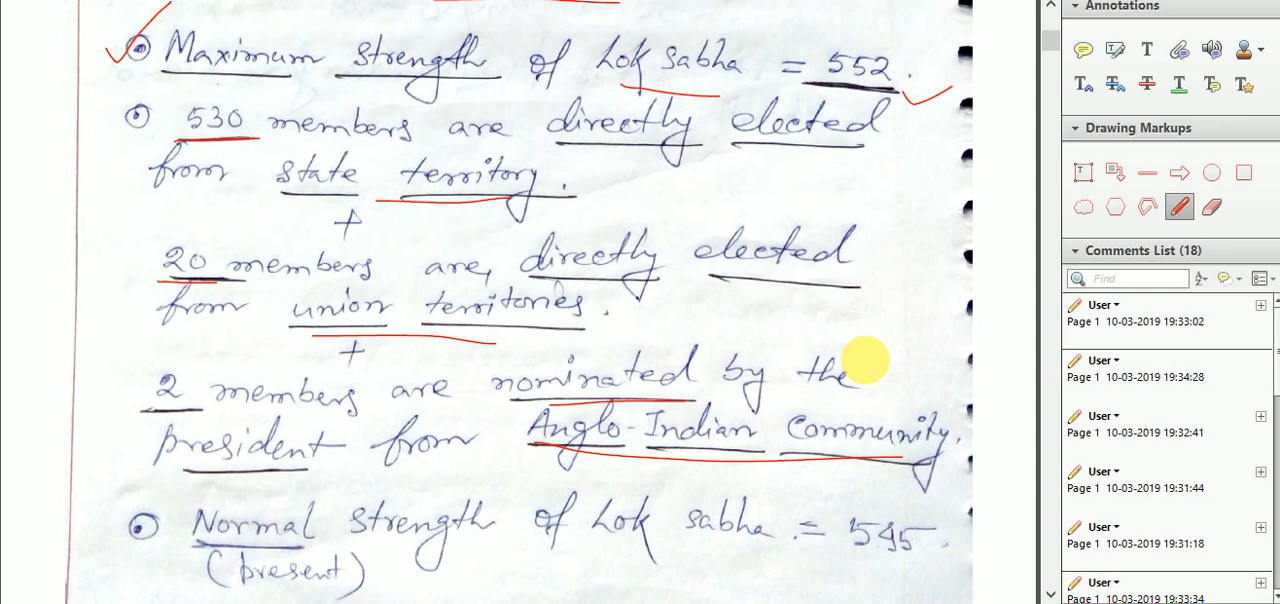 Maximum strength of Lok sabha = 552.
530 members are directly elected
from state territory.
+
20 members are, directly elected
from union territories.
+
2 members are nominated by the
president from Anglo-Indian Community.
Normal strength of Lok sabha = 545.
(present)
Annotations
T
T T T T T T
Drawing Markups
Comments List (18)
Find
User
Page 1 10-03-2019 19:33:02
User
Page 1 10-03-2019 19:34:28
User
Page 1 10-03-2019 19:32:41
User
Page 1 10-03-2019 19:31:44
User
Page 1 10-03-2019 19:31:18
User
Page 1 10-03-2019 19:33:34